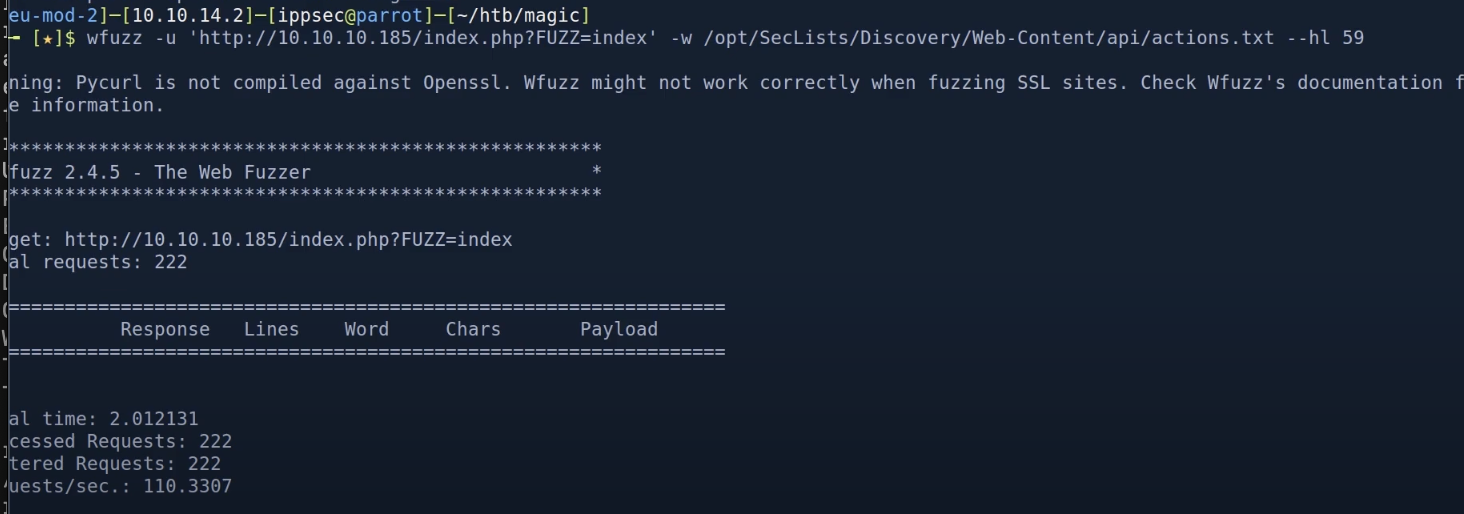 eu-mod-2]─[10.10.14.2]─[ippsec@parrot]─[~/htb/magic]
─ [★]$ wfuzz -u 'http://10.10.10.185/index.php?FUZZ=index' -w /opt/SecLists/Discovery/Web-Content/api/actions.txt --hl 59
ning: Pycurl is not compiled against Openssl. Wfuzz might not work correctly when fuzzing SSL sites. Check Wfuzz's documentation f
e information.
*****************************************************
fuzz 2.4.5 - The Web Fuzzer                         *
*****************************************************
get: http://10.10.10.185/index.php?FUZZ=index
al requests: 222
================================================================
Response   Lines    Word     Chars       Payload
================================================================
al time: 2.012131
cessed Requests: 222
tered Requests: 222
uests/sec.: 110.3307